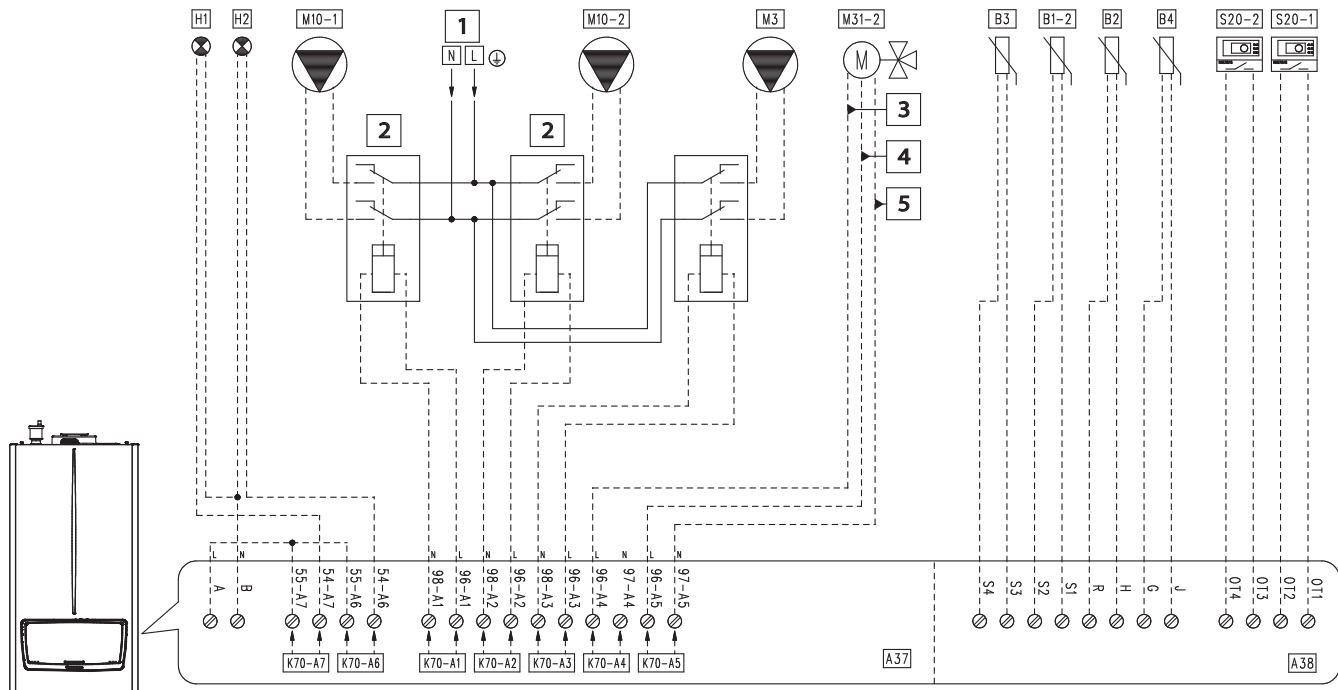 H1 H2 M10-1 1 M10-2 M3 M31-2 B3 B1-2 B2 B4 S20-2 S20-1
N L
M
3
2 2
4
5
L N N L N L N L L N L N
A B 55-A7 54-A7 55-A6 54-A6 98-A1 96-A1 98-A2 96-A2 98-A3 96-A3 96-A4 97-A4 96-A5 97-A5 S4 S3 S2 S1 R H G J OT4 OT3 OT2 OT1
K70-A7 K70-A6 K70-A1 K70-A2 K70-A3 K70-A4 K70-A5 A37 A38